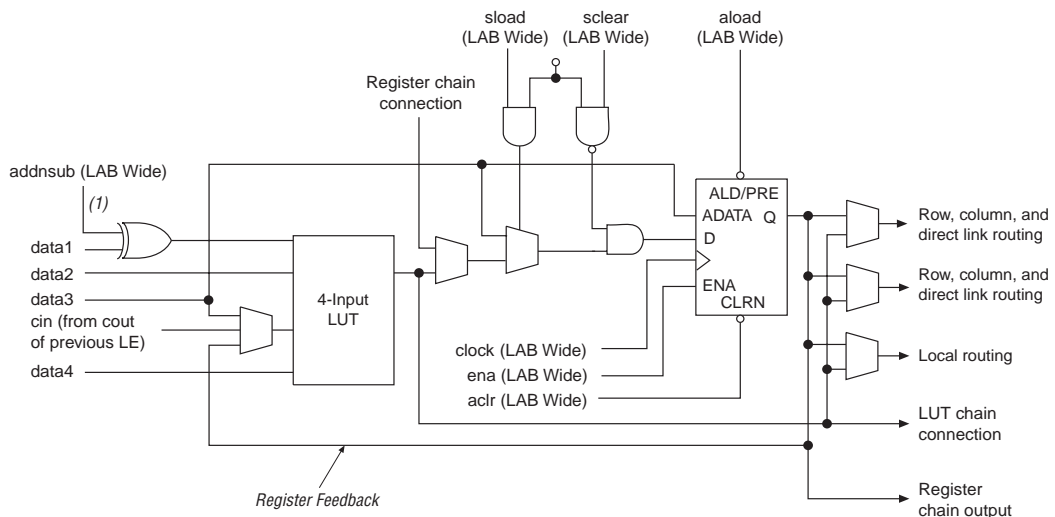 sload
(LAB Wide)
sclear
(LAB Wide)
aload
(LAB Wide)
Register chain
connection
addnsub (LAB Wide)
(1)
data1
data2
data3
cin (from cout
of previous LE)
data4
4-Input
LUT
ALD/PRE
ADATA Q
D
ENA
CLRN
clock (LAB Wide)
ena (LAB Wide)
aclr (LAB Wide)
Row, column, and
direct link routing
Row, column, and
direct link routing
Local routing
LUT chain
connection
Register
chain output
Register Feedback